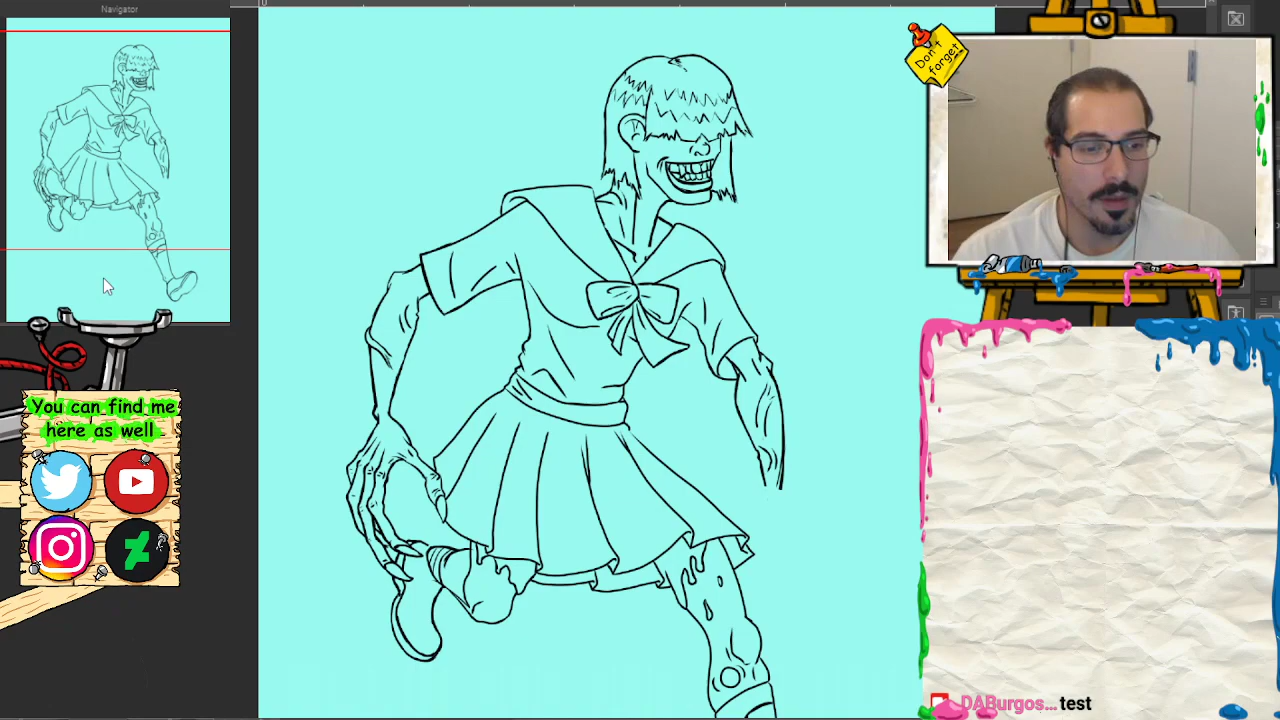 Navigator
Don't
forget
You can find me
here as well
DABurgos... test